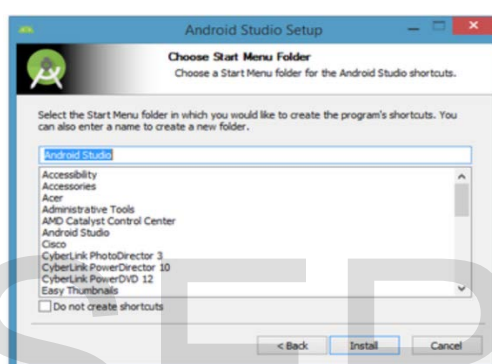 Android Studio Setup
Choose Start Menu Folder
Choose a Start Menu folder for the Android Studio shortcuts.
Select the Start Menu folder in which you would like to create the program's shortcuts. You
can also enter a name to create a new folder.
Android Studio
Accessibility
Accessories
Acer
Administrative Tools
AMD Catalyst Control Center
Android Studio
Cisco
CyberLink PhotoDirector 3
CyberLink PowerDirector 10
CyberLink PowerDVD 12
Easy Thumbnails
Do not create shortcuts
< Back Install Cancel